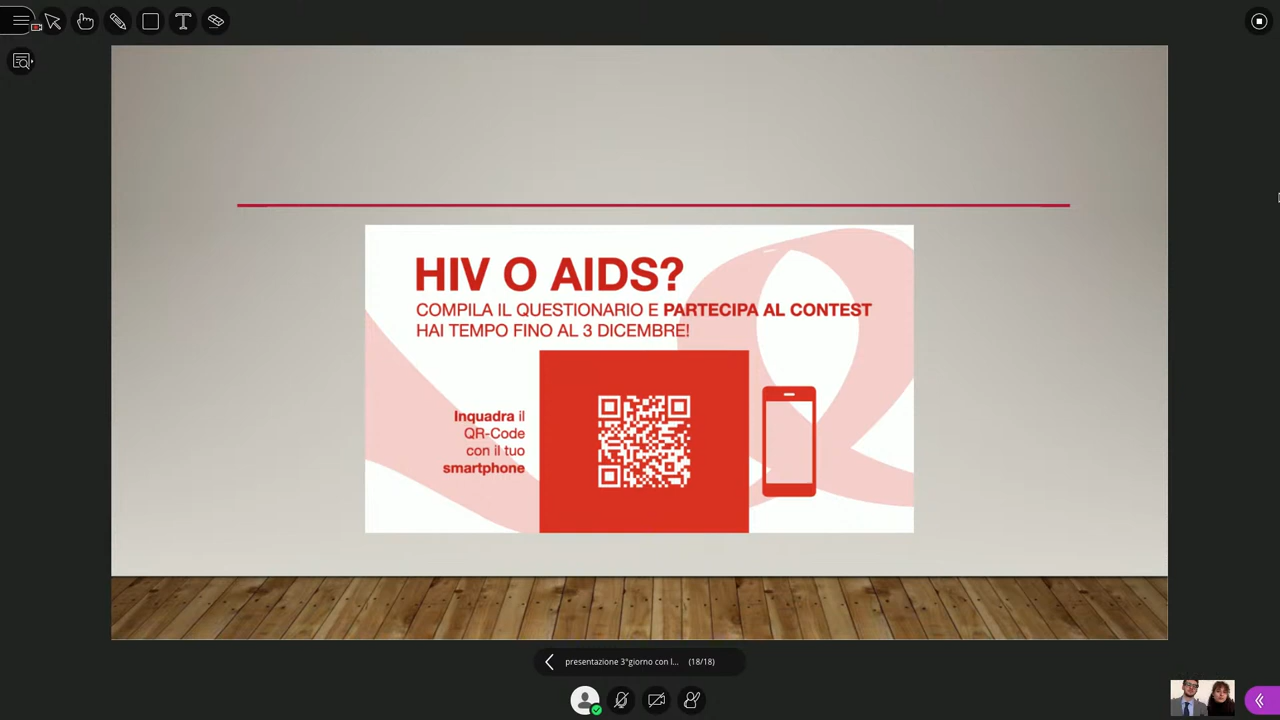 HIV O AIDS?
COMPILA IL QUESTIONARIO E PARTECIPA AL CONTEST
HAI TEMPO FINO AL 3 DICEMBRE!
Inquadra il
QR-Code
con il tuo
smartphone
presentazione 3°giorno con l... (18/18)